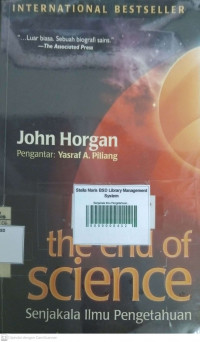 INTERNATIONAL BESTSELLER
"...Luar biasa. Sebuah biografi sains."
—The Associated Press
John Horgan
Pengantar: Yasraf A. Piliang
Stella Maris BSO Library Management
System
the end of
science
Senjakala Ilmu Pengetahuan